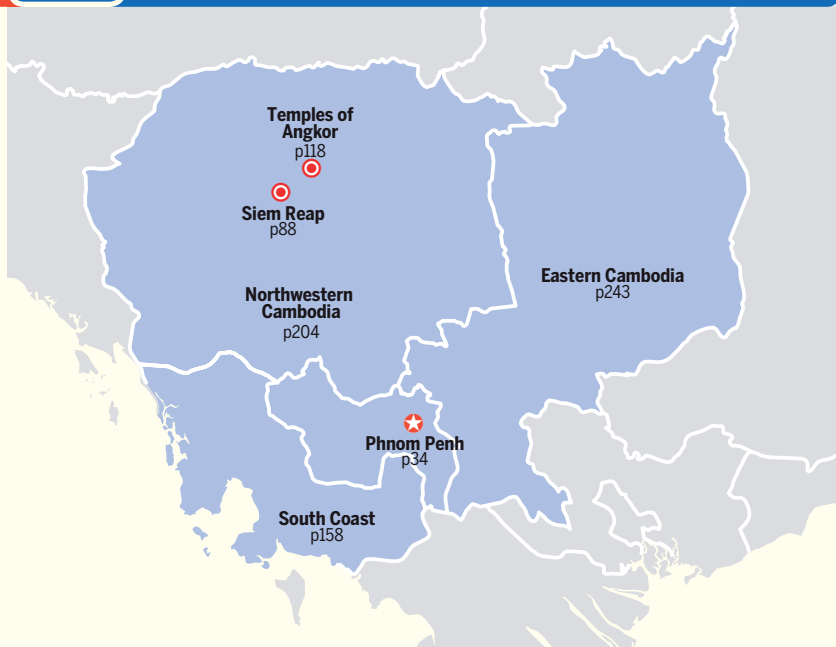 Temples of
Angkor
p118
Siem Reap
p88
Northwestern
Cambodia
p204
Eastern Cambodia
p243
Phnom Penh
p34
South Coast
p158